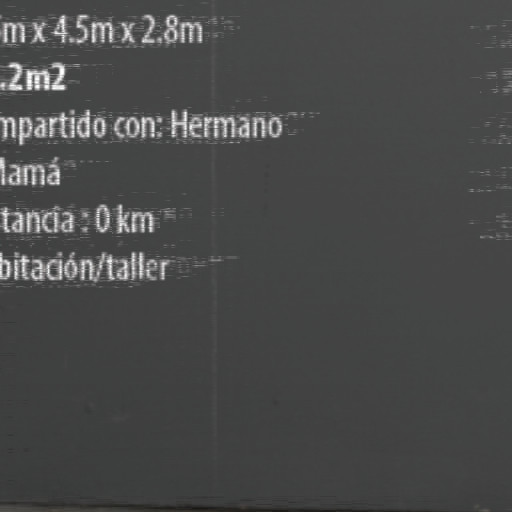 m x 4.5m x 2.8m
.2m2
mpartido con: Hermano
Mamá
tancia : 0 km
bitación/taller